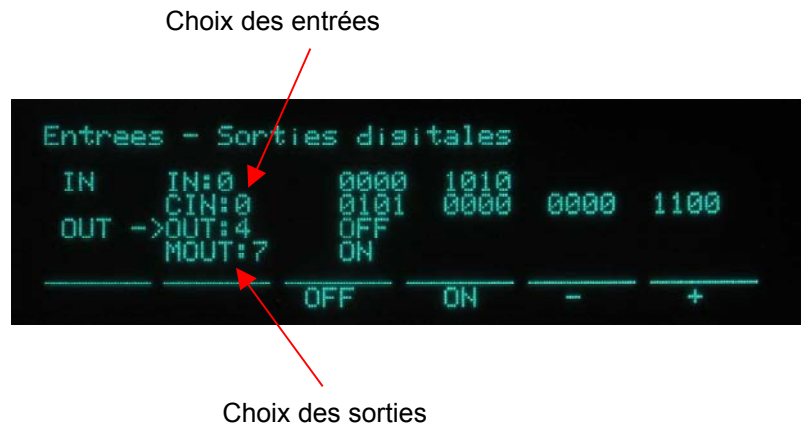 Choix des entrées
Entrees - Sorties digitales
IN IN:0 0000 1010
CIN:0 0101 0000 0000 1100
OUT ->OUT:4 OFF
MOUT:7 ON
OFF ON - +
Choix des sorties